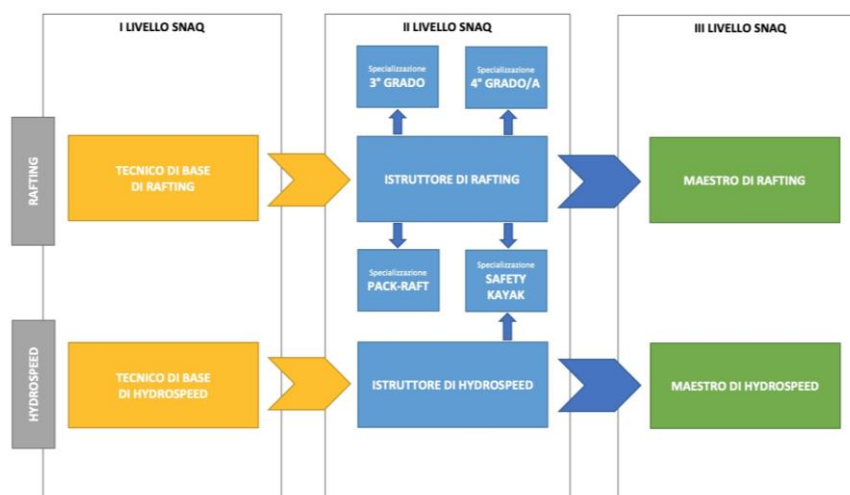 I LIVELLO SNAQ
II LIVELLO SNAQ
III LIVELLO SNAQ
Specializzazione
3° GRADO
Specializzazione
4° GRADO/A
RAFTING
TECNICO DI BASE
DI RAFTING
ISTRUTTORE DI RAFTING
MAESTRO DI RAFTING
Specializzazione
PACK-RAFT
Specializzazione
SAFETY
KAYAK
HYDROSPEED
TECNICO DI BASE
DI HYDROSPEED
ISTRUTTORE DI HYDROSPEED
MAESTRO DI HYDROSPEED